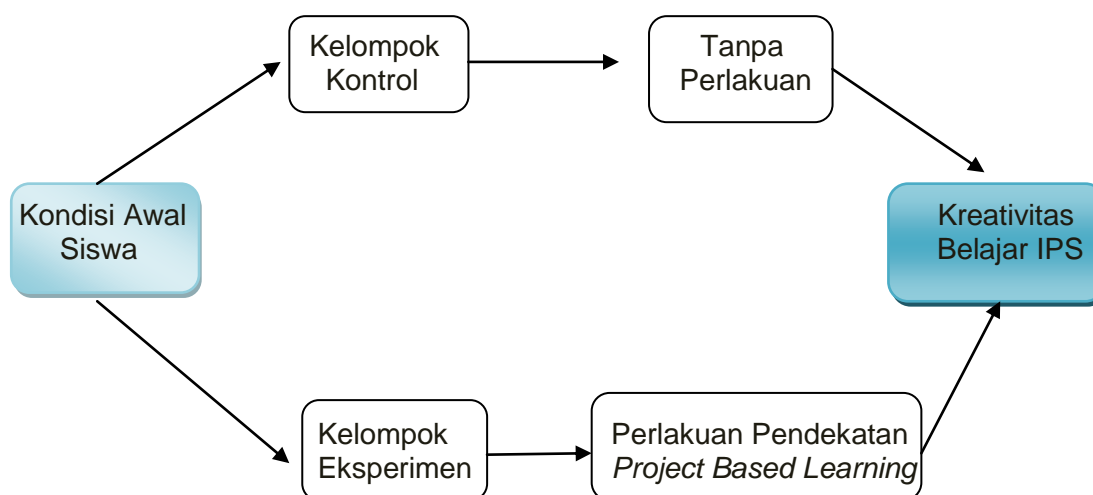 Kelompok
Kontrol
Tanpa
Perlakuan
Kondisi Awal
Siswa
Kreativitas
Belajar IPS
Kelompok
Eksperimen
Perlakuan Pendekatan
Project Based Learning